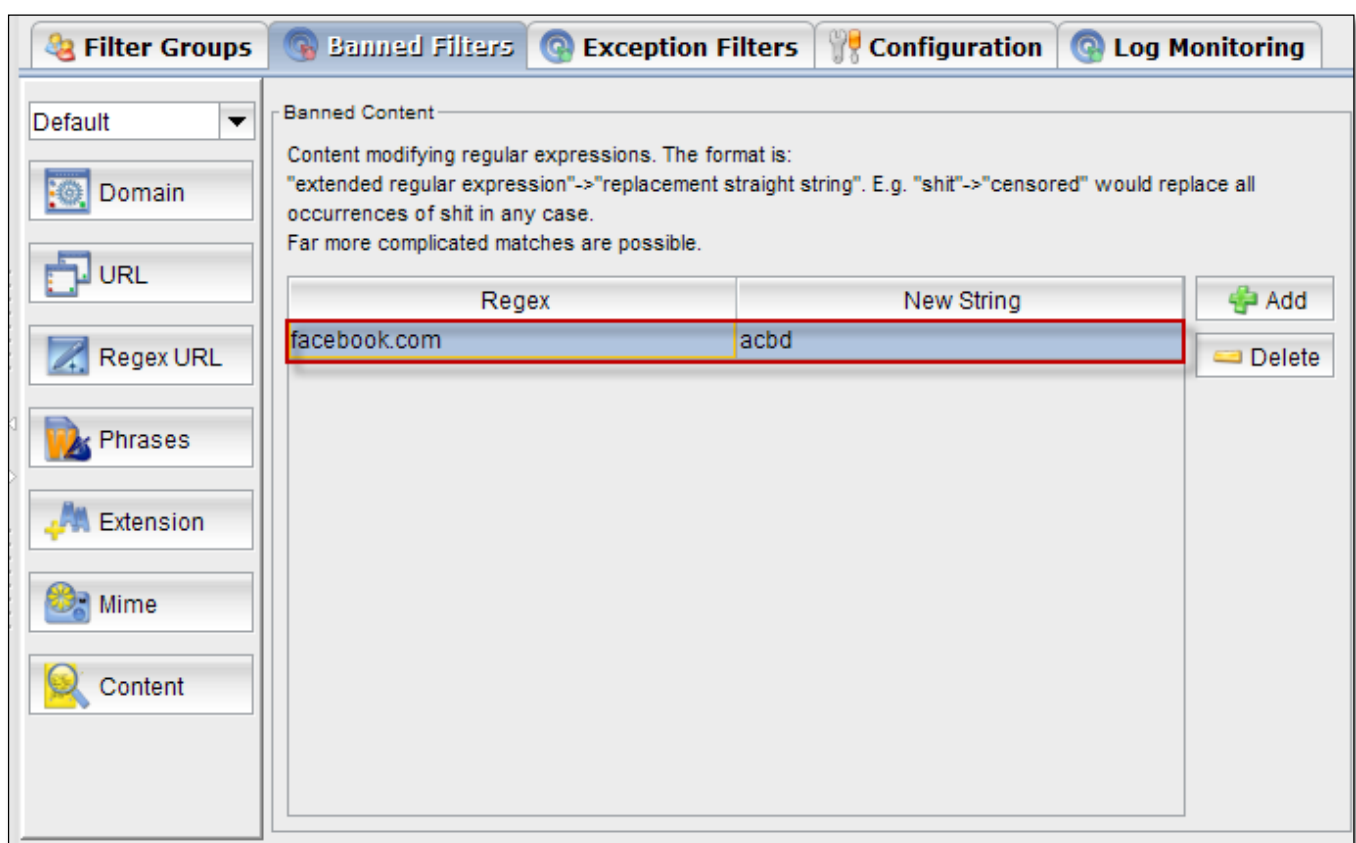 Filter Groups
Banned Filters
Exception Filters
Configuration
Log Monitoring
Default
Domain
URL
Regex URL
Phrases
Extension
Mime
Content
Banned Content
Content modifying regular expressions. The format is:
"extended regular expression"->"replacement straight string". E.g. "shit"->"censored" would replace all
occurrences of shit in any case.
Far more complicated matches are possible.
Regex
New String
facebook.com
acbd
Add
Delete